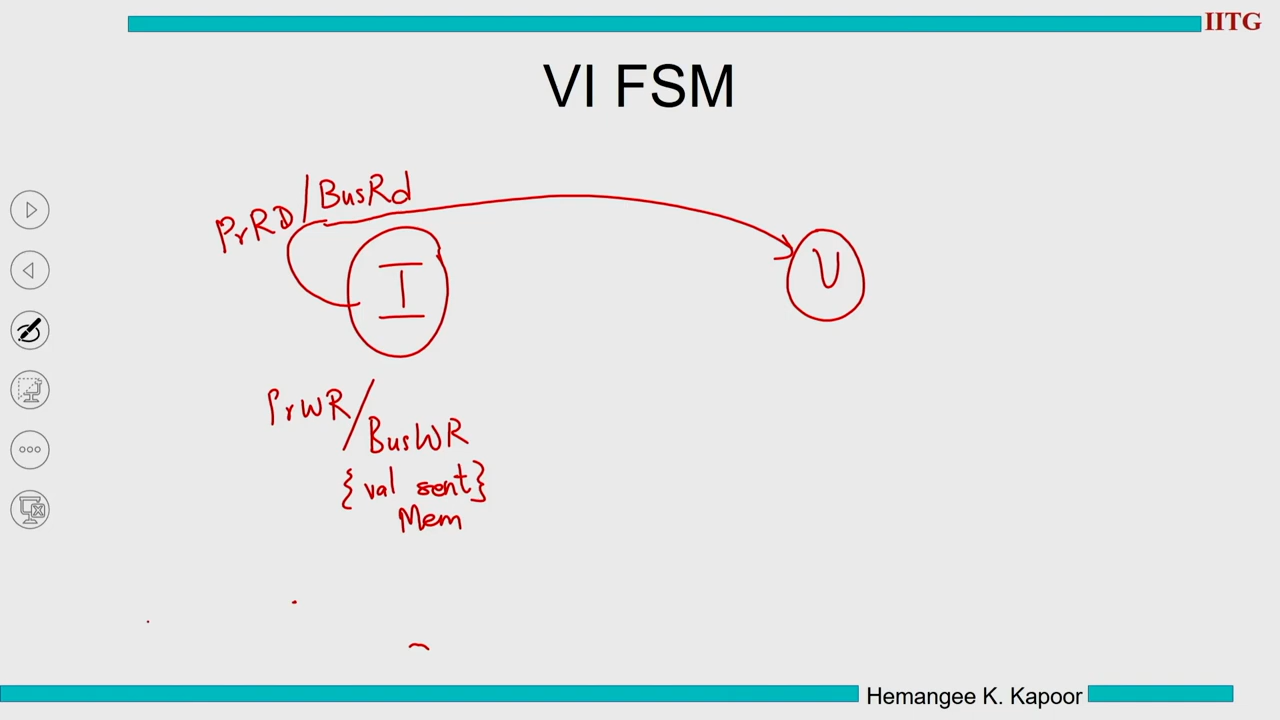 IITG
VI FSM
PrRD/BusRd
I
V
PrWR/
BusWR
{val sent}
Mem
Hemangee K. Kapoor